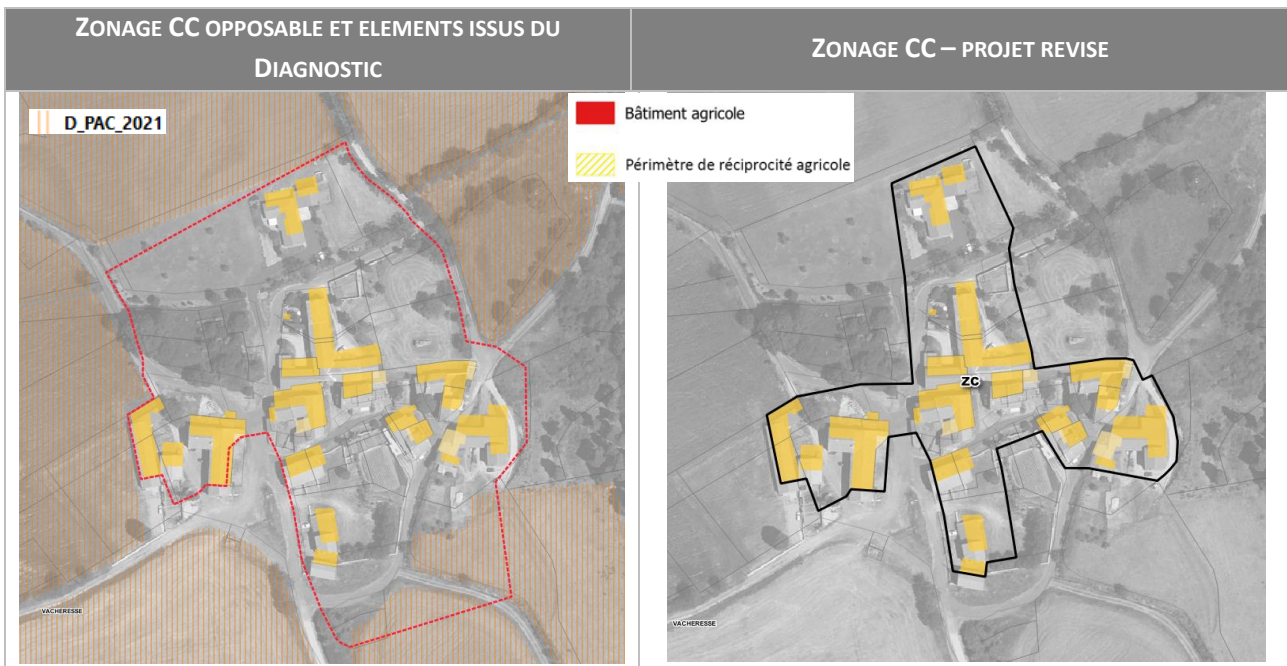 ZONAGE CC OPPOSABLE ET ELEMENTS ISSUS DU
DIAGNOSTIC
ZONAGE CC – PROJET REVISE
D_PAC_2021
Bâtiment agricole
Périmètre de réciprocité agricole
ZC
VACHERESSE
VACHERESSE